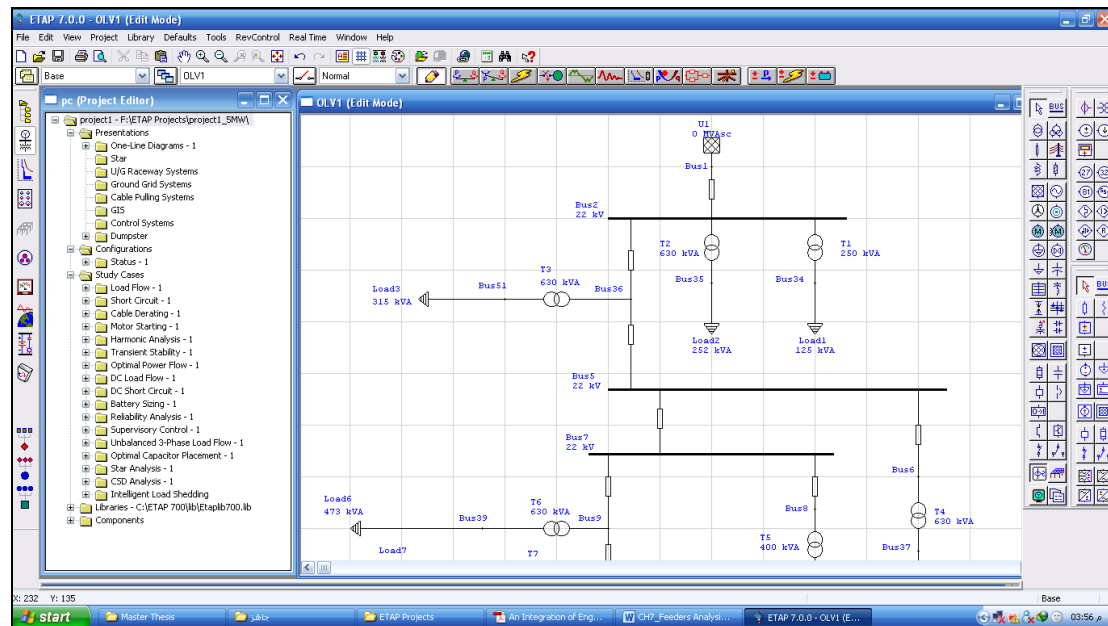 ETAP 7.0.0 - OLV1 (Edit Mode)
File Edit View Project Library Defaults Tools RevControl Real Time Window Help
Base OLV1 Normal
pc (Project Editor)
project1 - F:\ETAP Projects\project1_5MW\
Presentations
One-Line Diagrams - 1
Star
U/G Raceway Systems
Ground Grid Systems
Cable Pulling Systems
GIS
Control Systems
Dumpster
Configurations
Status - 1
Study Cases
Load Flow - 1
Short Circuit - 1
Cable Derating - 1
Motor Starting - 1
Harmonic Analysis - 1
Transient Stability - 1
Optimal Power Flow - 1
DC Load Flow - 1
DC Short Circuit - 1
Battery Sizing - 1
Reliability Analysis - 1
Supervisory Control - 1
Unbalanced 3-Phase Load Flow - 1
Optimal Capacitor Placement - 1
Star Analysis - 1
CSD Analysis - 1
Intelligent Load Shedding
Libraries - C:\ETAP 700\lib\Etaplib700.lib
Components
OLV1 (Edit Mode)
U1
0 MVAsc
Bus1
Bus2
22 kV
T2
630 kVA
T1
250 kVA
Bus35
Bus34
T3
630 kVA
Load3
315 kVA
Bus51
Bus36
Load2
252 kVA
Load1
125 kVA
Bus5
22 kV
Bus7
22 kV
Bus6
Load6
473 kVA
Bus39
T6
630 kVA
Bus9
Bus8
T4
630 kVA
T5
400 kVA
Bus37
Load7
T7
BUS
BUS
X: 232 Y: 135
Base
start
Master Thesis
جاهز
ETAP Projects
An Integration of Eng...
CH7_Feeders Analysi...
ETAP 7.0.0 - OLV1 (E...
03:56 م